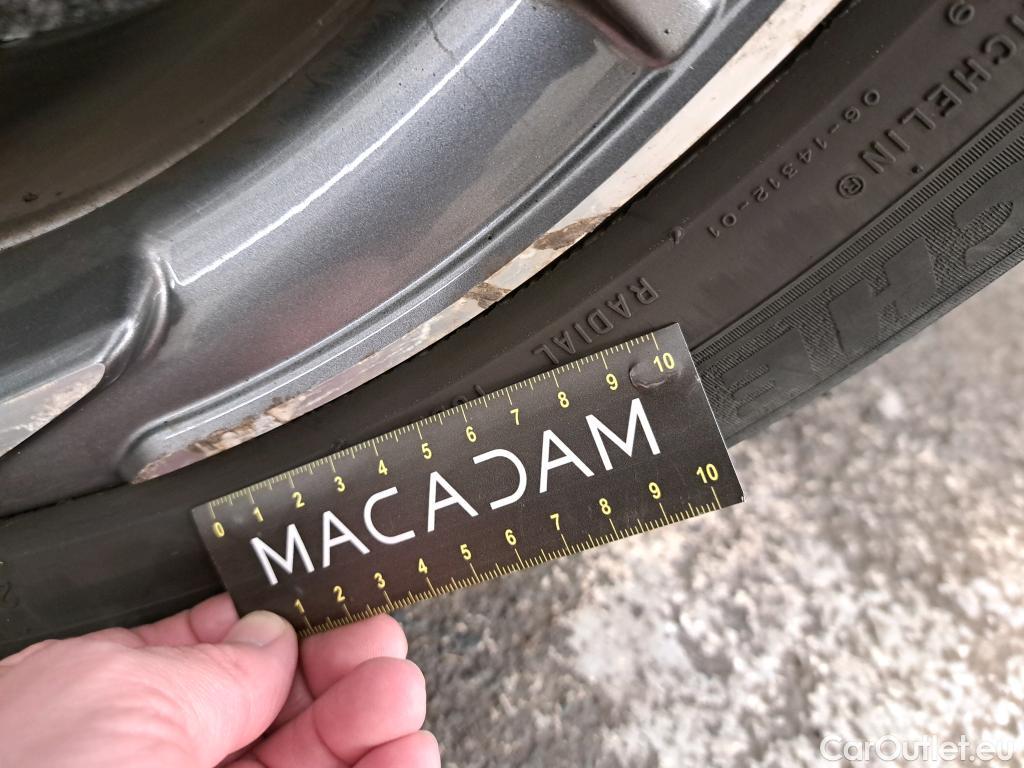 MICHELIN®
06-14312-01
RADIAL
0 1 2 3 4 5 6 7 8 9 10
MACADAM
1 2 3 4 5 6 7 8 9 10
CarOutlet.eu